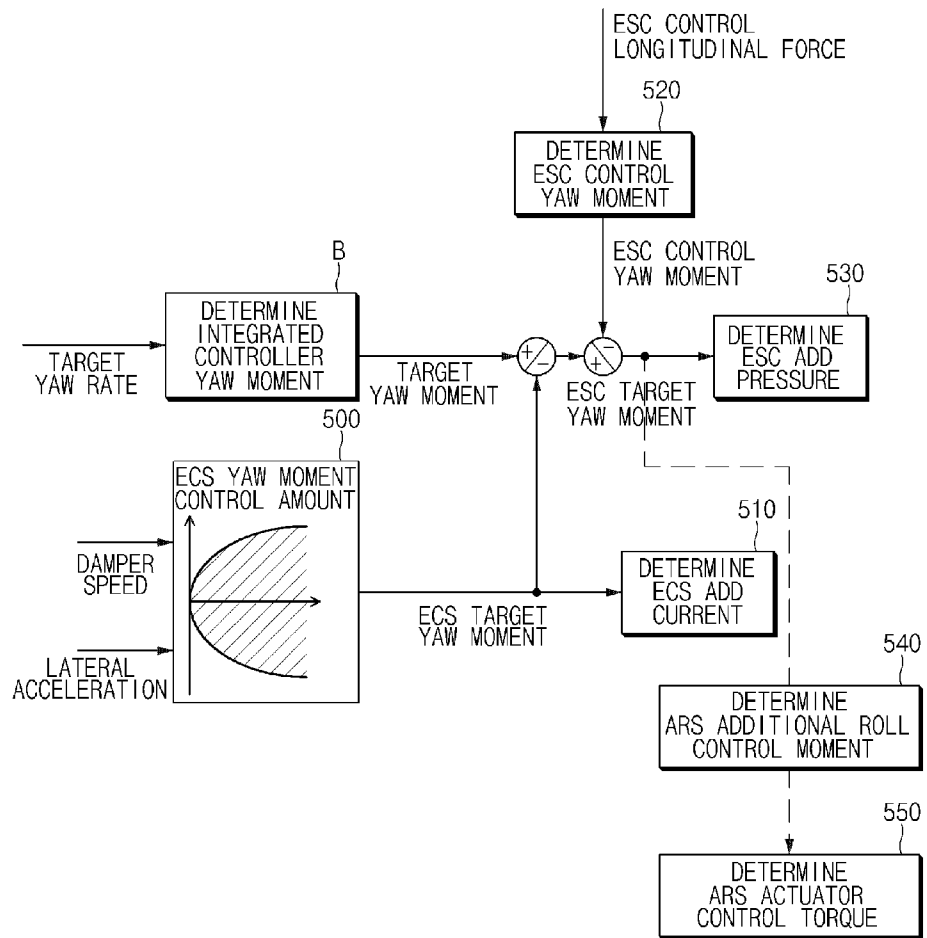 ESC CONTROL
LONGITUDINAL FORCE
520
DETERMINE
ESC CONTROL
YAW MOMENT
ESC CONTROL
YAW MOMENT
B
DETERMINE
INTEGRATED
CONTROLLER
YAW MOMENT
TARGET
YAW RATE
TARGET
YAW MOMENT
+
−
−
+
ESC TARGET
YAW MOMENT
530
DETERMINE
ESC ADD
PRESSURE
500
ECS YAW MOMENT
CONTROL AMOUNT
DAMPER
SPEED
LATERAL
ACCELERATION
ECS TARGET
YAW MOMENT
510
DETERMINE
ECS ADD
CURRENT
540
DETERMINE
ARS ADDITIONAL ROLL
CONTROL MOMENT
550
DETERMINE
ARS ACTUATOR
CONTROL TORQUE